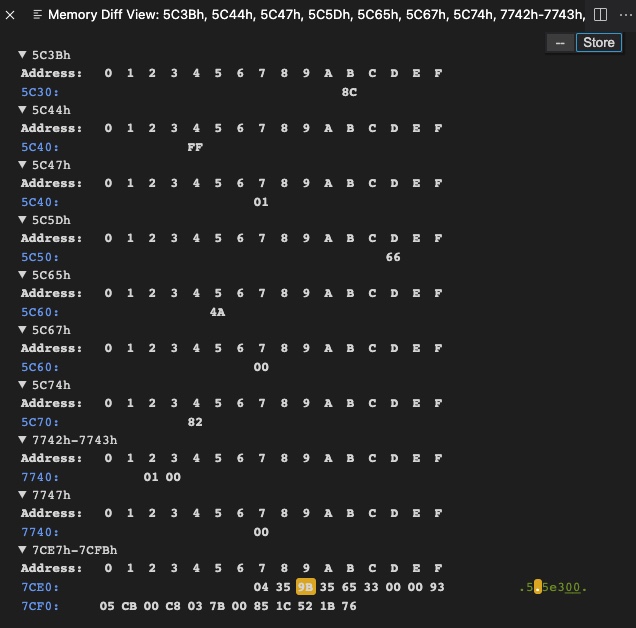 Memory Diff View: 5C3Bh, 5C44h, 5C47h, 5C5Dh, 5C65h, 5C67h, 5C74h, 7742h-7743h,
-- Store
5C3Bh
Address: 0 1 2 3 4 5 6 7 8 9 A B C D E F
5C30: 8C
5C44h
Address: 0 1 2 3 4 5 6 7 8 9 A B C D E F
5C40: FF
5C47h
Address: 0 1 2 3 4 5 6 7 8 9 A B C D E F
5C40: 01
5C5Dh
Address: 0 1 2 3 4 5 6 7 8 9 A B C D E F
5C50: 66
5C65h
Address: 0 1 2 3 4 5 6 7 8 9 A B C D E F
5C60: 4A
5C67h
Address: 0 1 2 3 4 5 6 7 8 9 A B C D E F
5C60: 00
5C74h
Address: 0 1 2 3 4 5 6 7 8 9 A B C D E F
5C70: 82
7742h-7743h
Address: 0 1 2 3 4 5 6 7 8 9 A B C D E F
7740: 01 00
7747h
Address: 0 1 2 3 4 5 6 7 8 9 A B C D E F
7740: 00
7CE7h-7CFBh
Address: 0 1 2 3 4 5 6 7 8 9 A B C D E F
7CE0: 04 35 9B 35 65 33 00 00 93 .5.5e300.
7CF0: 05 CB 00 C8 03 7B 00 85 1C 52 1B 76